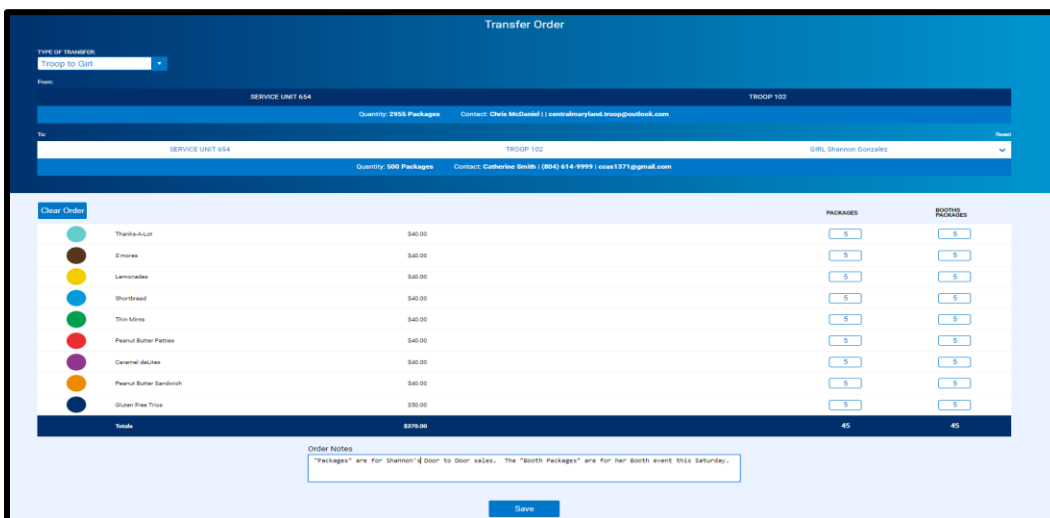 Transfer Order
TYPE OF TRANSFER:
Troop to Girl
From:
SERVICE UNIT 654 TROOP 102
Quantity: 2955 Packages Contact: Chris McDaniel | | centralmaryland.troop@outlook.com
To: Reset
SERVICE UNIT 654 TROOP 102 GIRL Shannon Gonzalez
Quantity: 500 Packages Contact: Catherine Smith | (804) 614-9999 | ccas1371@gmail.com
Clear Order PACKAGES BOOTHS PACKAGES
Thanks-A-Lot $40.00 5 5
S'mores $40.00 5 5
Lemonades $40.00 5 5
Shortbread $40.00 5 5
Thin Mints $40.00 5 5
Peanut Butter Patties $40.00 5 5
Caramel deLites $40.00 5 5
Peanut Butter Sandwich $40.00 5 5
Gluten Free Trios $50.00 5 5
Totals $370.00 45 45
Order Notes
"Packages" are for Shannon's Door to Door sales. The "Booth Packages" are for her Booth event this Saturday.
Save